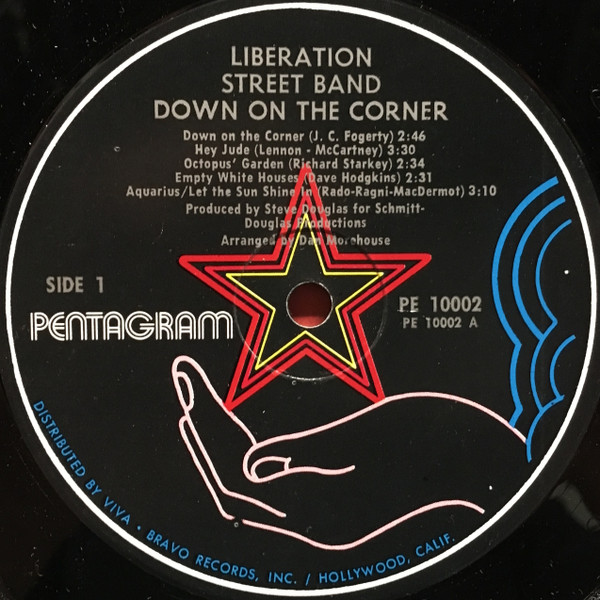 LIBERATION
STREET BAND
DOWN ON THE CORNER
Down on the Corner (J. C. Fogerty) 2:46
Hey Jude (Lennon - McCartney) 3:30
Octopus' Garden (Richard Starkey) 2:34
Empty White Houses (Dave Hodgkins) 2:31
Aquarius/Let the Sun Shine In (Rado-Ragni-MacDermot) 3:10
Produced by Steve Douglas for Schmitt-
Douglas Productions
Arranged by Dan Morehouse
SIDE 1
PENTAGRAM
PE 10002
PE 10002 A
DISTRIBUTED BY VIVA • BRAVO RECORDS, INC. / HOLLYWOOD, CALIF.